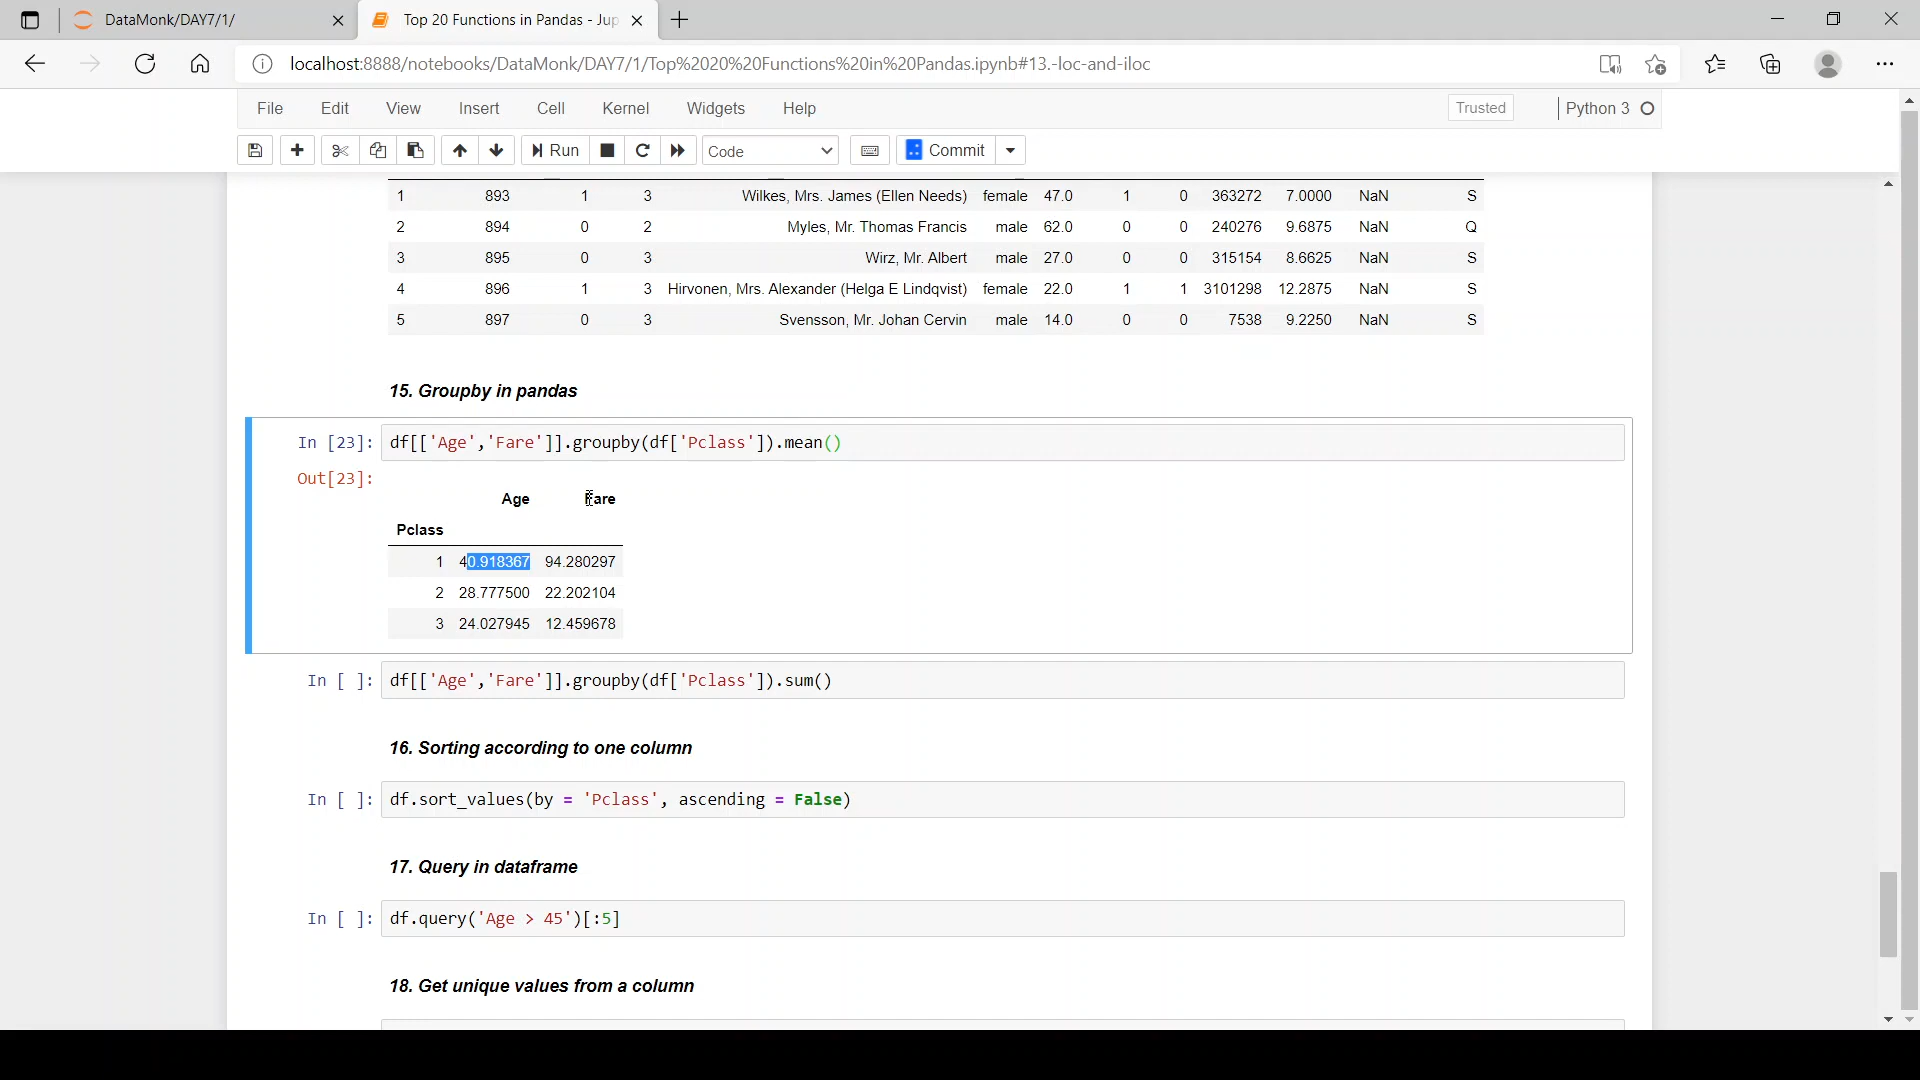 DataMonk/DAY7/1/
Top 20 Functions in Pandas - Jup
localhost:8888/notebooks/DataMonk/DAY7/1/Top%2020%20Functions%20in%20Pandas.ipynb#13.-loc-and-iloc
File Edit View Insert Cell Kernel Widgets Help Trusted Python 3
Run Code Commit
1 893 1 3 Wilkes, Mrs. James (Ellen Needs) female 47.0 1 0 363272 7.0000 NaN S
2 894 0 2 Myles, Mr. Thomas Francis male 62.0 0 0 240276 9.6875 NaN Q
3 895 0 3 Wirz, Mr. Albert male 27.0 0 0 315154 8.6625 NaN S
4 896 1 3 Hirvonen, Mrs. Alexander (Helga E Lindqvist) female 22.0 1 1 3101298 12.2875 NaN S
5 897 0 3 Svensson, Mr. Johan Cervin male 14.0 0 0 7538 9.2250 NaN S
15. Groupby in pandas
In [23]: df[['Age','Fare']].groupby(df['Pclass']).mean()
Out[23]:
Age Fare
Pclass
1 40.918367 94.280297
2 28.777500 22.202104
3 24.027945 12.459678
In [ ]: df[['Age','Fare']].groupby(df['Pclass']).sum()
16. Sorting according to one column
In [ ]: df.sort_values(by = 'Pclass', ascending = False)
17. Query in dataframe
In [ ]: df.query('Age > 45')[:5]
18. Get unique values from a column